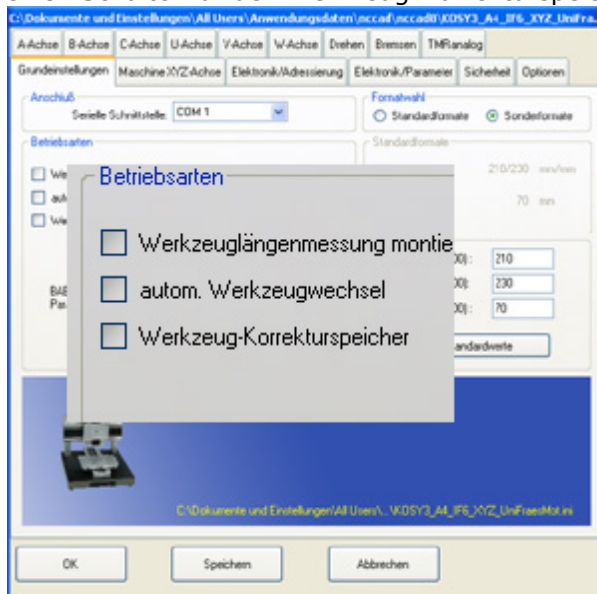 C:\Dokumente und Einstellungen\All Users\Anwendungsdaten\nccad\nccad8\KOSY3_A4_IF6_XYZ_UniFra
A-Achse B-Achse C-Achse U-Achse V-Achse W-Achse Drehen Bremsen TMRanalog
Grundeinstellungen Maschine XYZ-Achse Elektronik/Adressierung Elektronik/Parameter Sicherheit Optionen
Anschluß
Serielle Schnittstelle: COM 1
Formatwahl
Standardformate Sonderformate
Betriebsarten
Standardformate
210/230 mm/mm
70 mm
Betriebsarten
Werkzeuglängenmessung montie
autom. Werkzeugwechsel
Werkzeug-Korrekturspeicher
00): 210
00): 230
00): 70
andardwerte
C:\Dokumente und Einstellungen\All Users\...\KOSY3_A4_IF6_XYZ_UniFraesMot.ini
OK Speichern Abbrechen